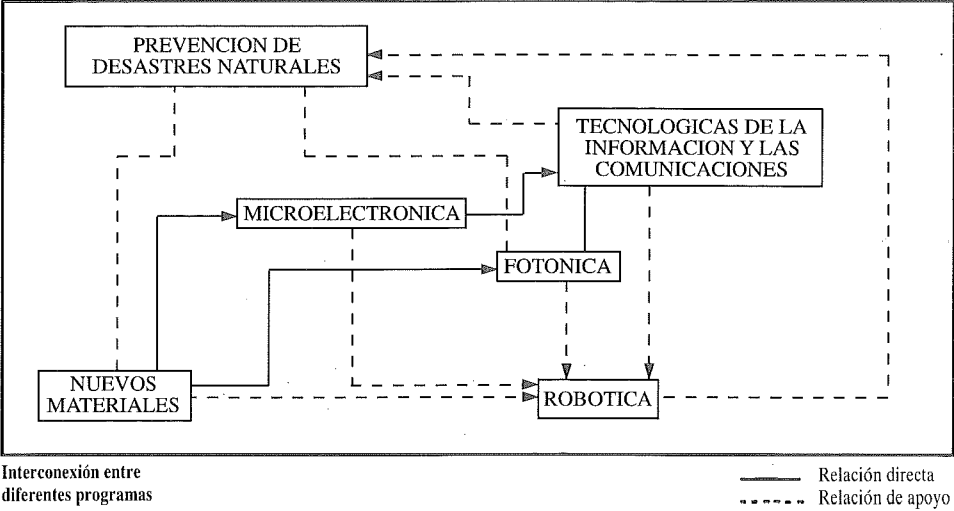 PREVENCION DE
DESASTRES NATURALES
TECNOLOGICAS DE LA
INFORMACION Y LAS
COMUNICACIONES
MICROELECTRONICA
FOTONICA
NUEVOS
MATERIALES
ROBOTICA
Interconexión entre
diferentes programas
Relación directa
Relación de apoyo